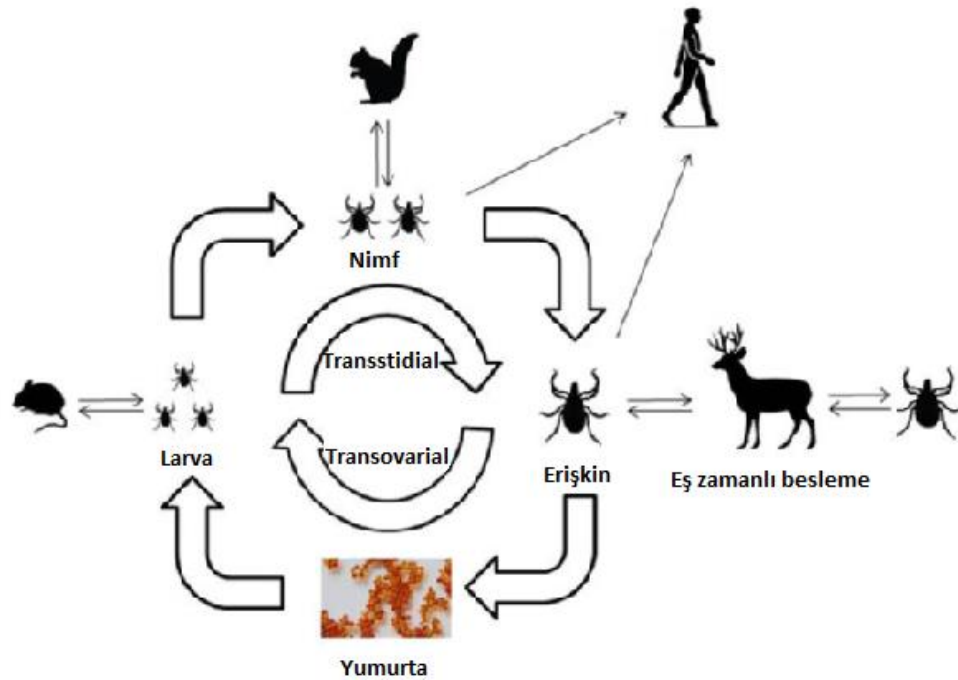 Nimf
Transstidial
Transovarial
Larva
Erişkin
Eş zamanlı besleme
Yumurta